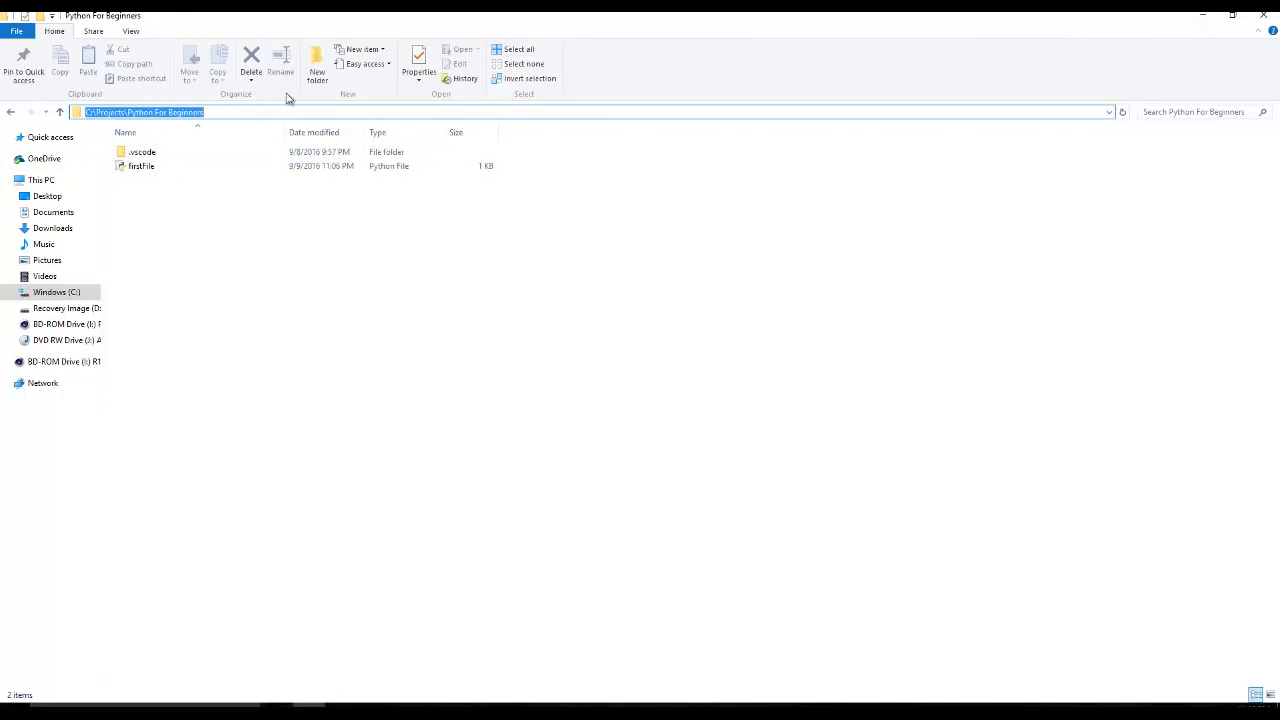 Python For Beginners
File Home Share View
Pin to Quick access
Copy
Paste
Cut
Copy path
Paste shortcut
Clipboard
Move to
Copy to
Delete
Rename
Organize
New folder
New item
Easy access
New
Properties
Open
Edit
History
Open
Select all
Select none
Invert selection
Select
C:\Projects\Python For Beginners
Search Python For Beginners
Name Date modified Type Size
.vscode 9/8/2016 9:57 PM File folder
firstFile 9/9/2016 11:06 PM Python File 1 KB
Quick access
OneDrive
This PC
Desktop
Documents
Downloads
Music
Pictures
Videos
Windows (C:)
Recovery Image (D:
BD-ROM Drive (I:) F
DVD RW Drive (J:) A
BD-ROM Drive (I:) R1
Network
2 items